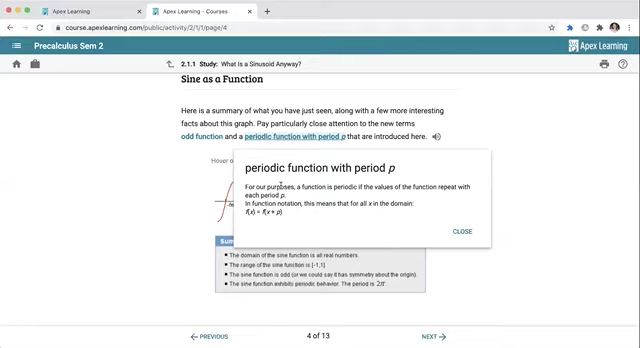 Apex Learning
Apex Learning - Courses
course.apexlearning.com/public/activity/2/1/1/page/4
Precalculus Sem 2
Apex Learning
2.1.1 Study: What Is a Sinusoid Anyway?
Sine as a Function
Here is a summary of what you have just seen, along with a few more interesting
facts about this graph. Pay particularly close attention to the new terms
odd function and a periodic function with period p that are introduced here.
Hover o
periodic function with period p
For our purposes, a function is periodic if the values of the function repeat with
each period p.
In function notation, this means that for all x in the domain:
f(x) = f(x + p)
CLOSE
Sum
The domain of the sine function is all real numbers.
The range of the sine function is [-1,1]
The sine function is odd (or we could say it has symmetry about the origin).
The sine function exhibits periodic behavior. The period is 2π.
PREVIOUS
4 of 13
NEXT